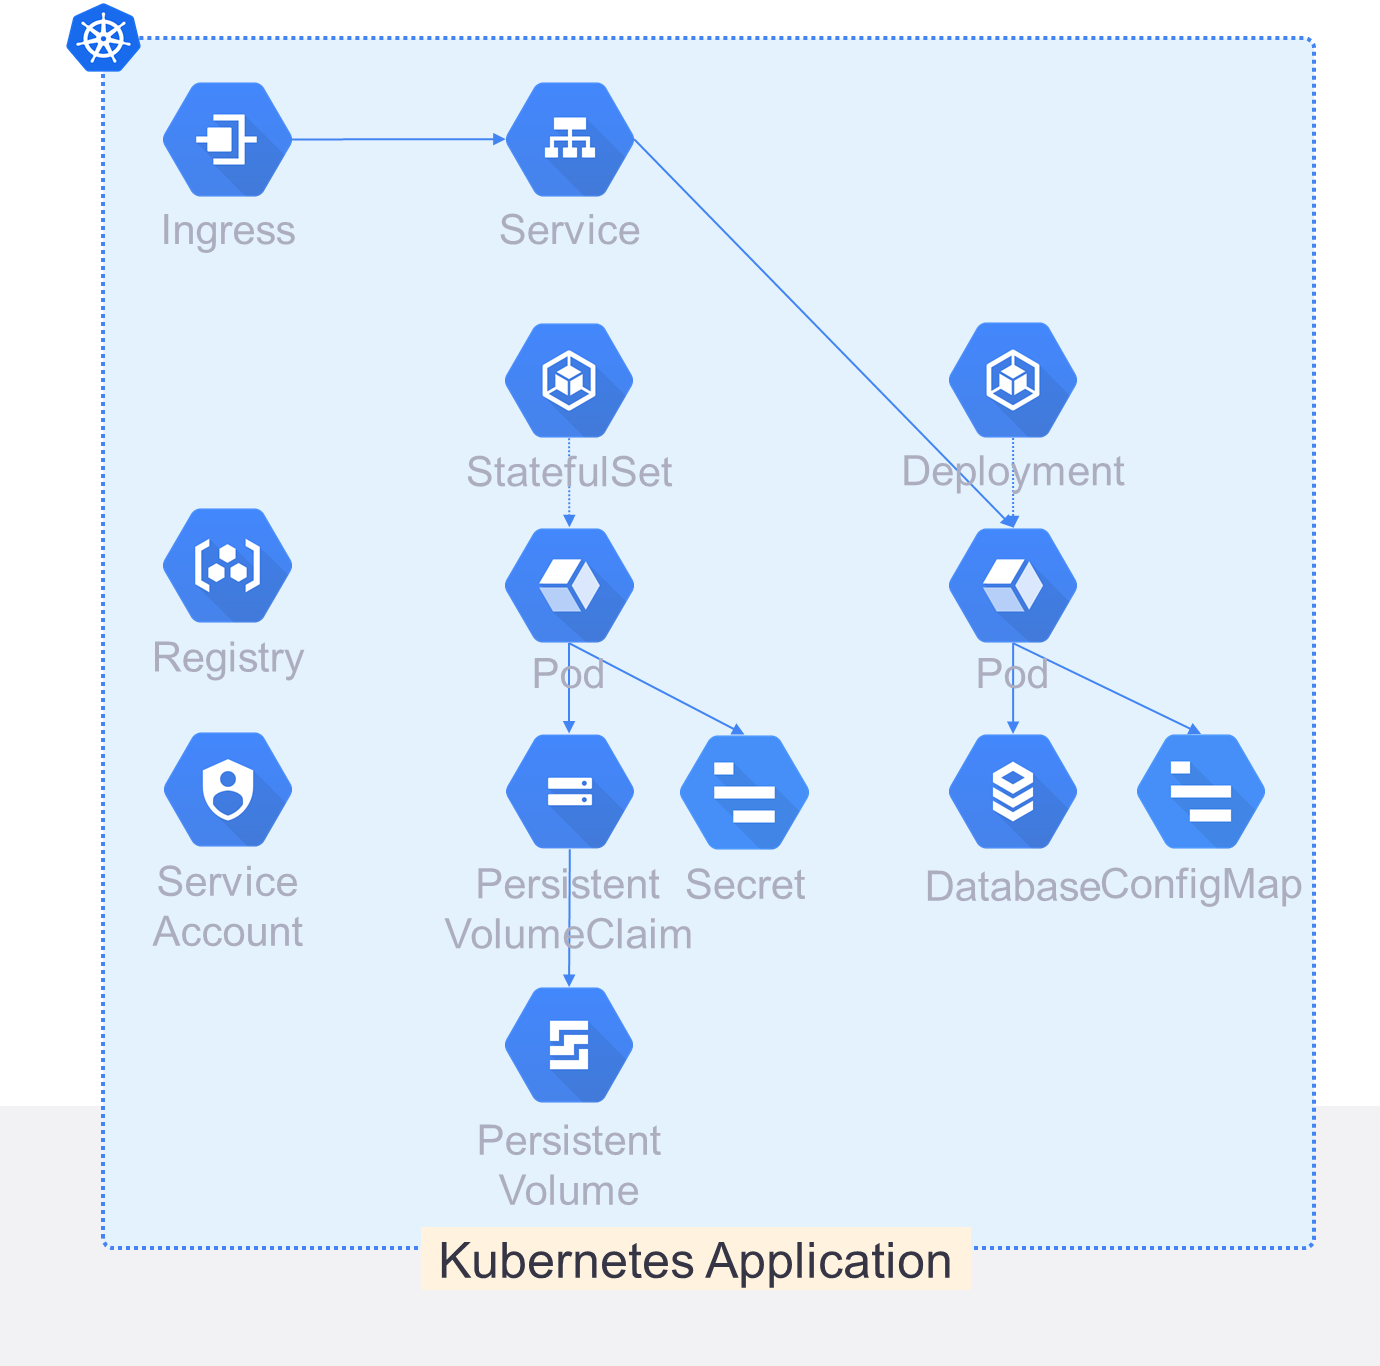 Ingress
Service
StatefulSet
Deployment
Registry
Pod
Pod
Service
Account
Persistent
VolumeClaim
Secret
Database
ConfigMap
Persistent
Volume
Kubernetes Application